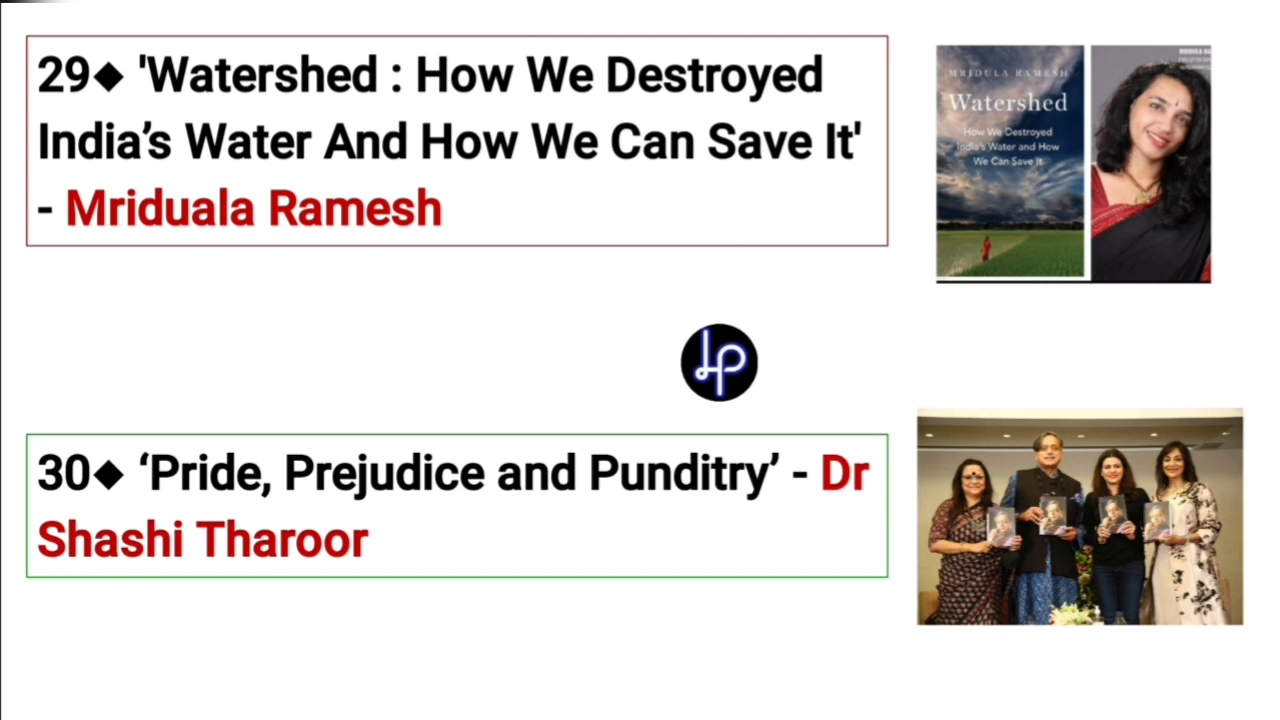 29◆ 'Watershed : How We Destroyed
India’s Water And How We Can Save It'
- Mriduala Ramesh
MRIDULA RAMESH
Watershed
How We Destroyed
India's Water and How
We Can Save It
30◆ ‘Pride, Prejudice and Punditry’ - Dr
Shashi Tharoor